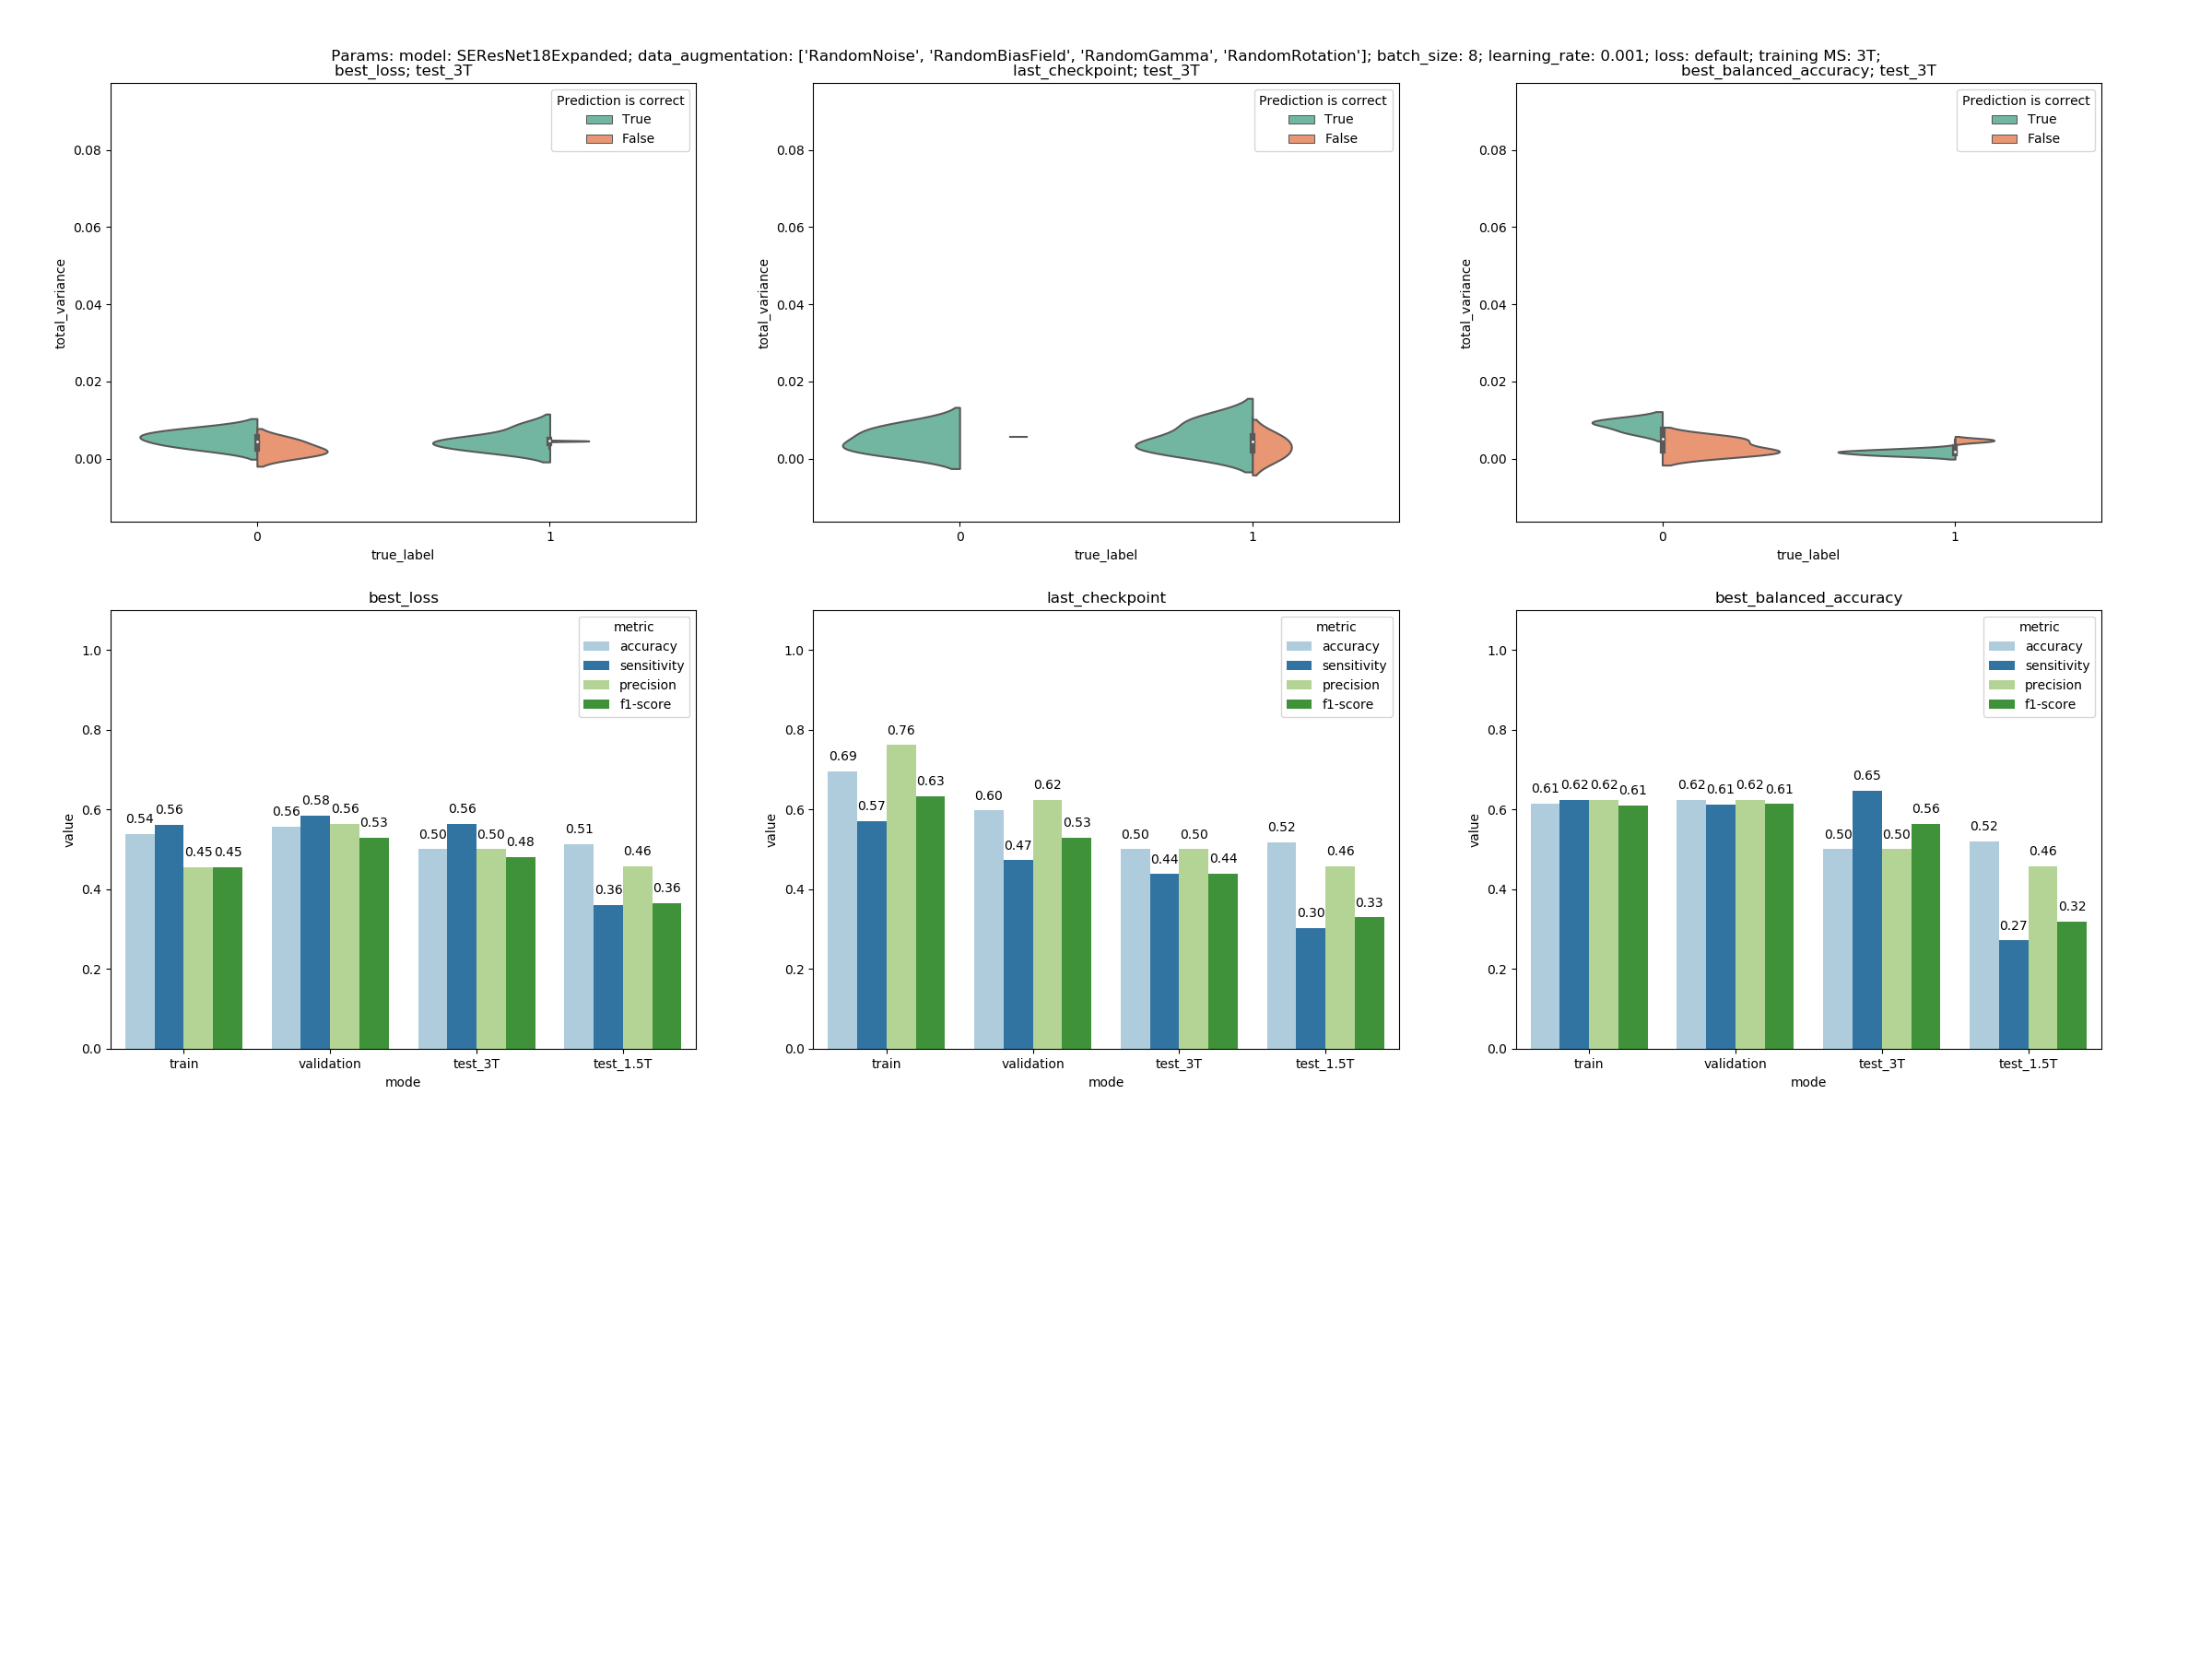 Params: model: SEResNet18Expanded; data_augmentation: ['RandomNoise', 'RandomBiasField', 'RandomGamma', 'RandomRotation']; batch_size: 8; learning_rate: 0.001; loss: default; training MS: 3T;
best_loss; test_3T
Prediction is correct
True
False
0.08
0.06
0.04
0.02
0.00
total_variance
0 1
true_label
last_checkpoint; test_3T
Prediction is correct
True
False
0.08
0.06
0.04
0.02
0.00
total_variance
0 1
true_label
best_balanced_accuracy; test_3T
Prediction is correct
True
False
0.08
0.06
0.04
0.02
0.00
total_variance
0 1
true_label
best_loss
metric
accuracy
sensitivity
precision
f1-score
1.0
0.8
0.6
0.4
0.2
0.0
value
0.54 0.56 0.45 0.45
0.56 0.58 0.56 0.53
0.50 0.56 0.50 0.48
0.51 0.36 0.46 0.36
train validation test_3T test_1.5T
mode
last_checkpoint
metric
accuracy
sensitivity
precision
f1-score
1.0
0.8
0.6
0.4
0.2
0.0
value
0.69 0.57 0.76 0.63
0.60 0.47 0.62 0.53
0.50 0.44 0.50 0.44
0.52 0.30 0.46 0.33
train validation test_3T test_1.5T
mode
best_balanced_accuracy
metric
accuracy
sensitivity
precision
f1-score
1.0
0.8
0.6
0.4
0.2
0.0
value
0.61 0.62 0.62 0.61
0.62 0.61 0.62 0.61
0.50 0.65 0.50 0.56
0.52 0.27 0.46 0.32
train validation test_3T test_1.5T
mode